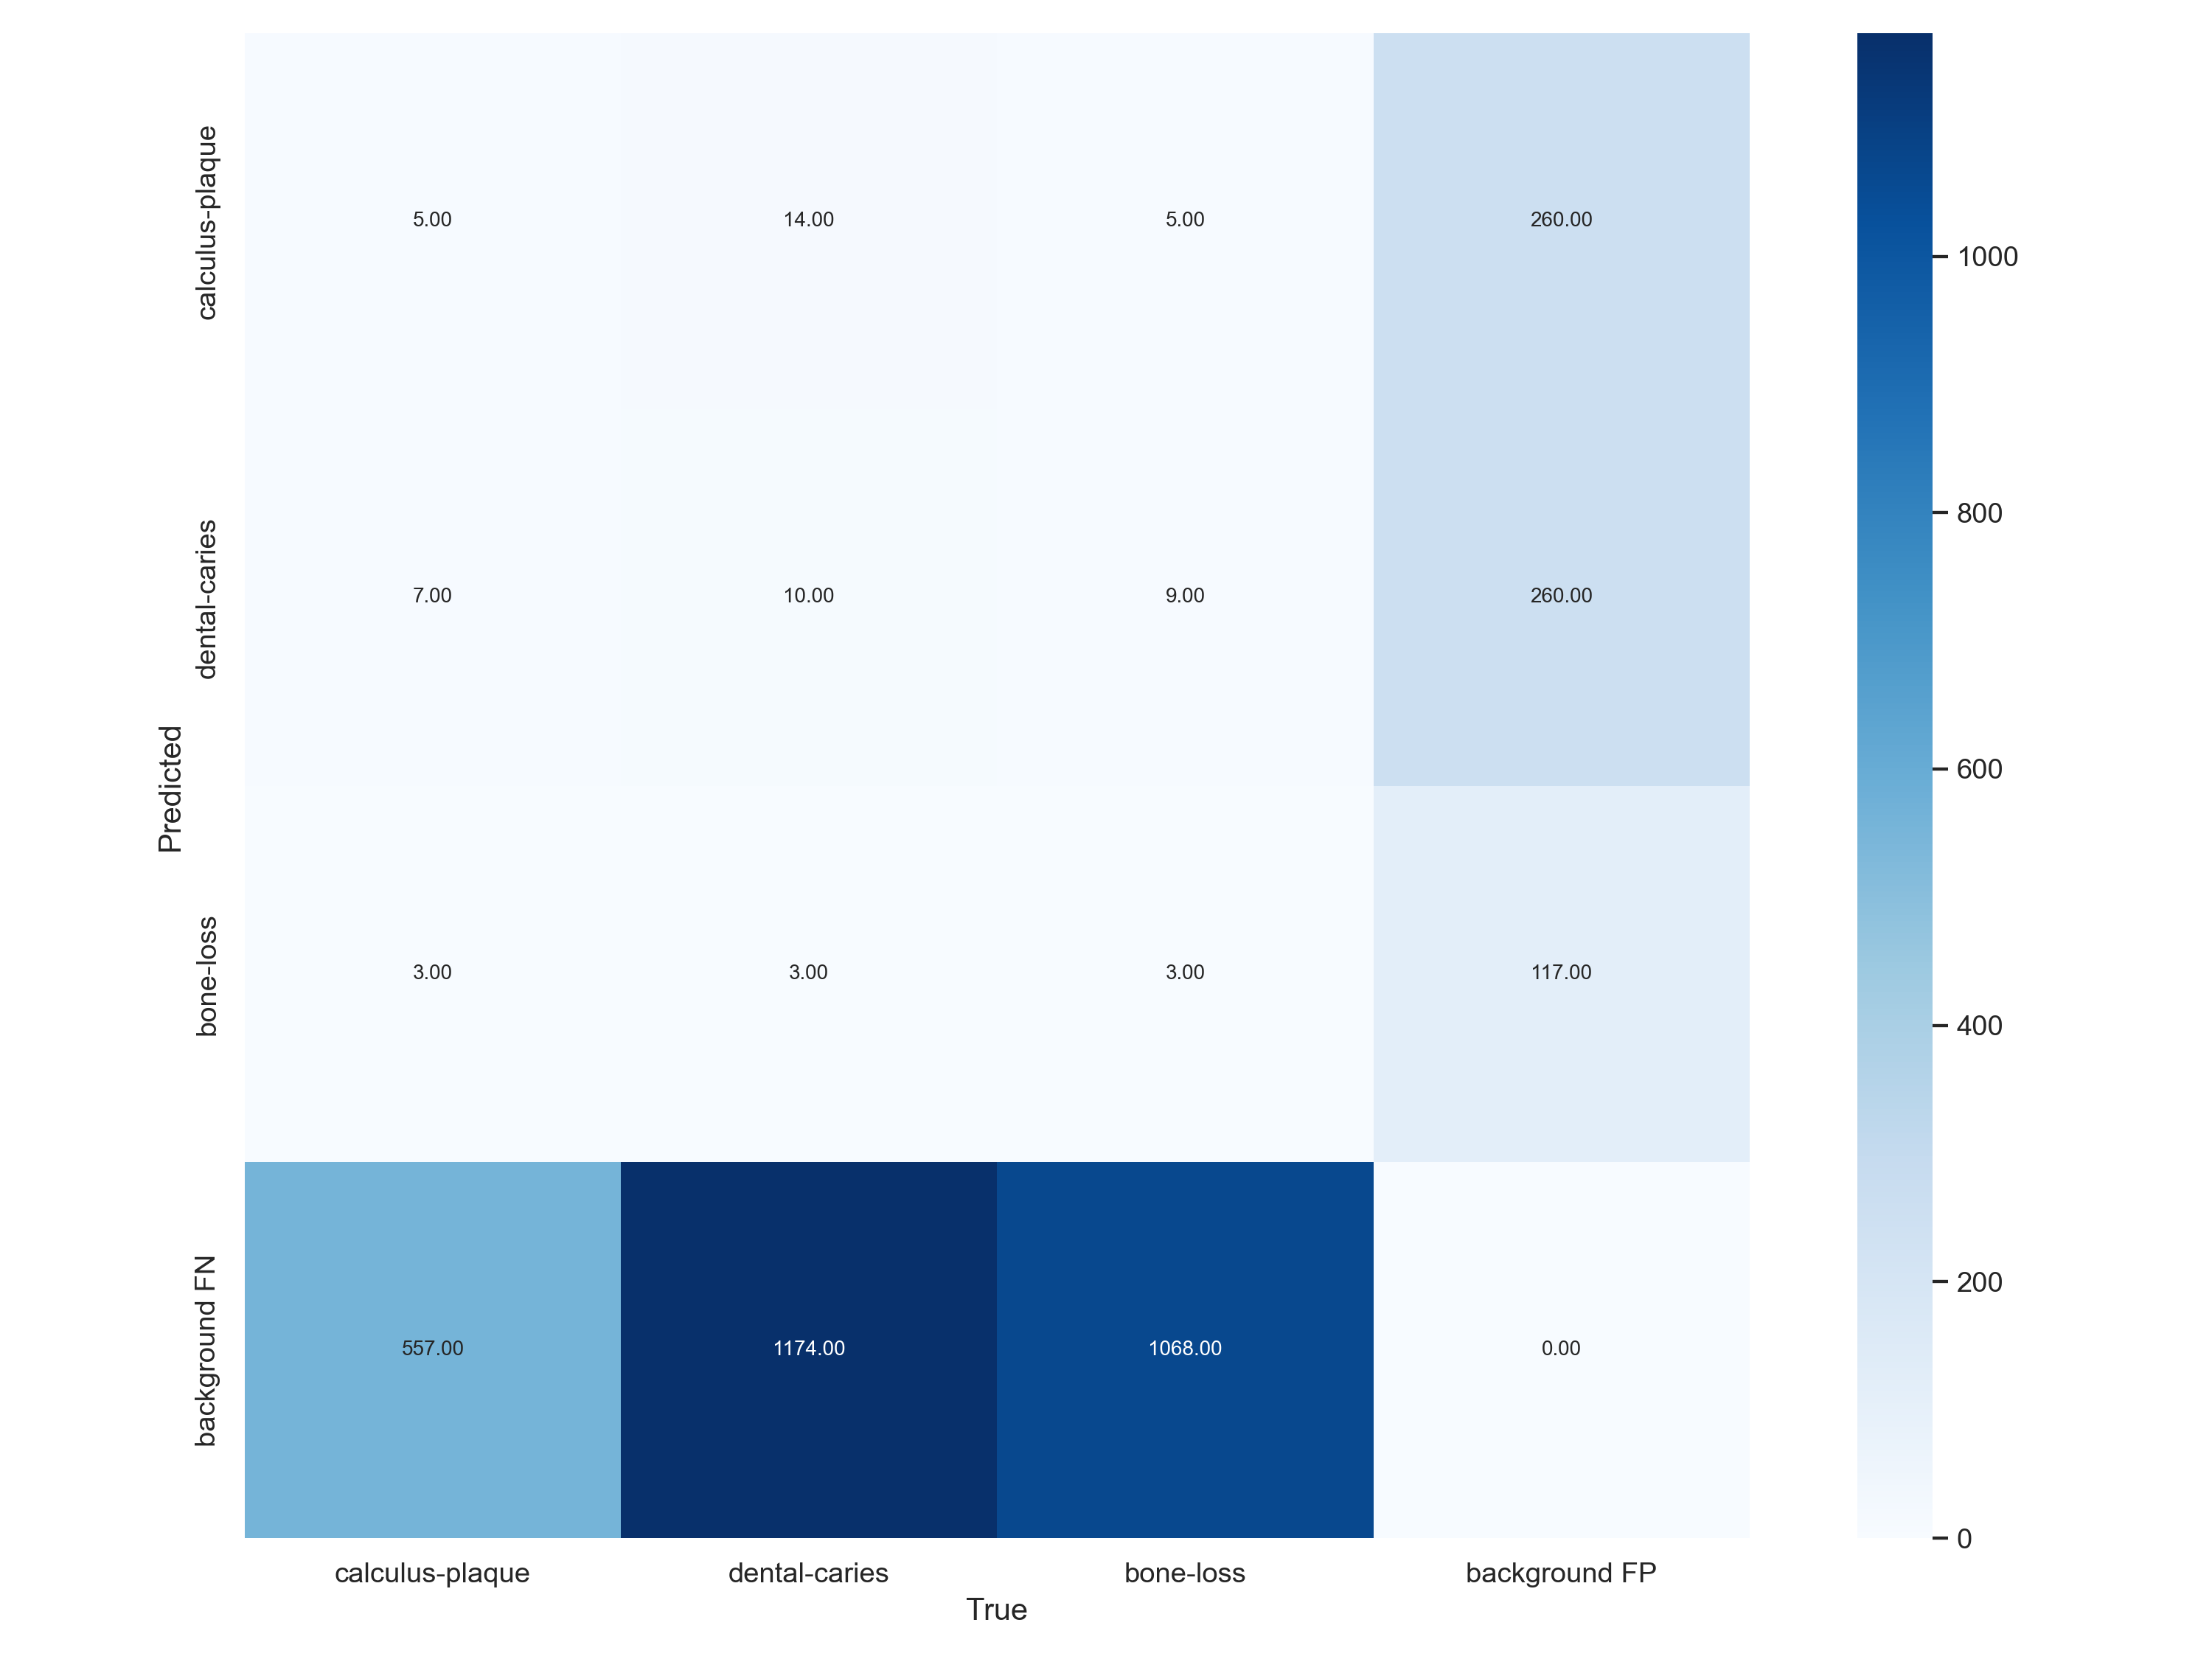 calculus-plaque
5.00 14.00 5.00 260.00
dental-caries
7.00 10.00 9.00 260.00
bone-loss
3.00 3.00 3.00 117.00
background FN
557.00 1174.00 1068.00 0.00
Predicted
calculus-plaque dental-caries bone-loss background FP
True
1000
800
600
400
200
0